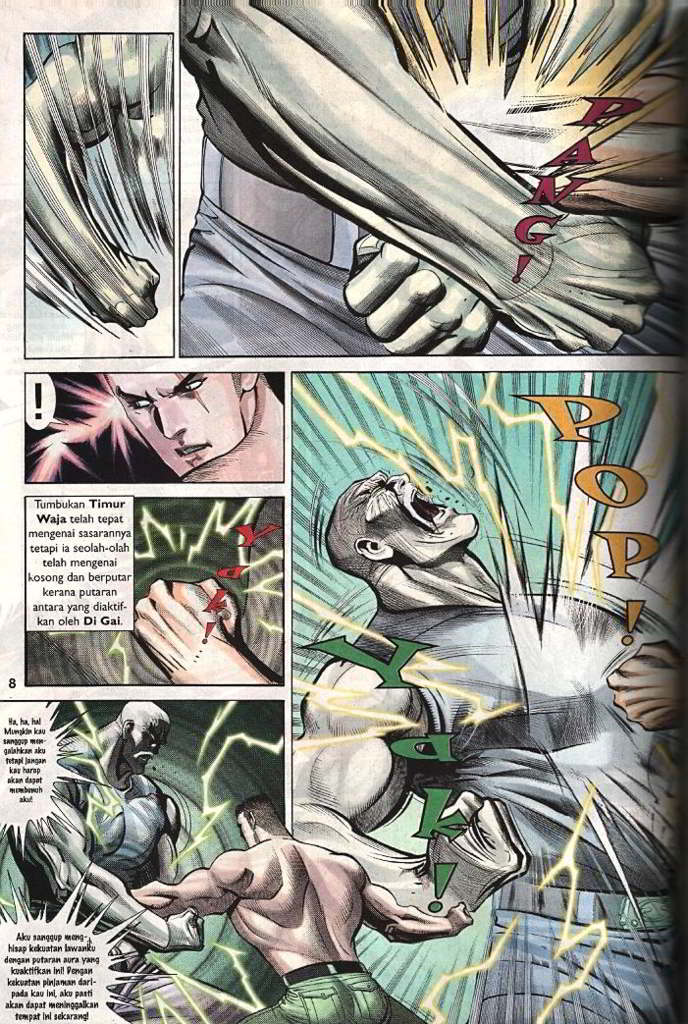 PANG!
!
POP!
Tumbukan Timur
Waja telah tepat
mengenai sasarannya
tetapi ia seolah-olah
telah mengenai
kosong dan berputar
kerana putaran
antara yang diaktif-
kan oleh Di Gai.
Yak!
Yak!
8
Ha, ha, ha!
Mungkin kau
sanggup men-
galahkan aku
tetapi jangan
kau harap
akan dapat
membunuh
aku!
Aku sanggup meng-
hisap kekuatan lawanku
dengan putaran aura yang
kuaktifkan ini! Dengan
kekuatan pinjaman dari-
pada kau ini, aku pasti
akan dapat meninggalkan
tempat ini sekarang!